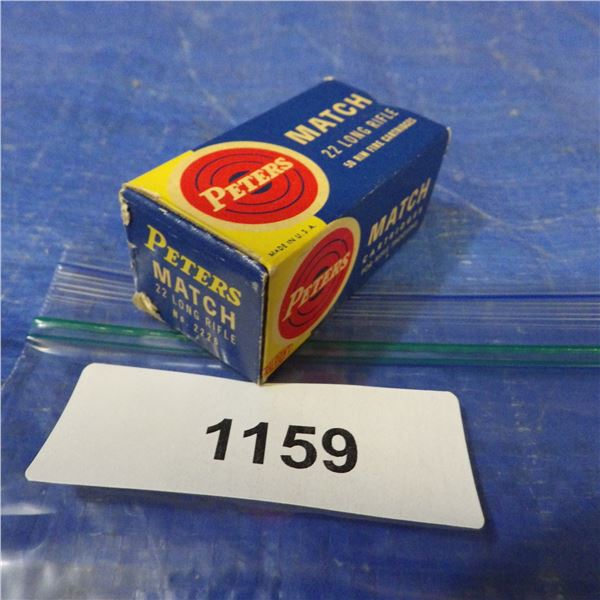 MATCH
22 LONG RIFLE
50 RIM FIRE CARTRIDGES
PETERS
MADE IN U.S.A.
PETERS
MATCH
22 LONG RIFLE
PETERS
MATCH
CARTRIDGES
1159